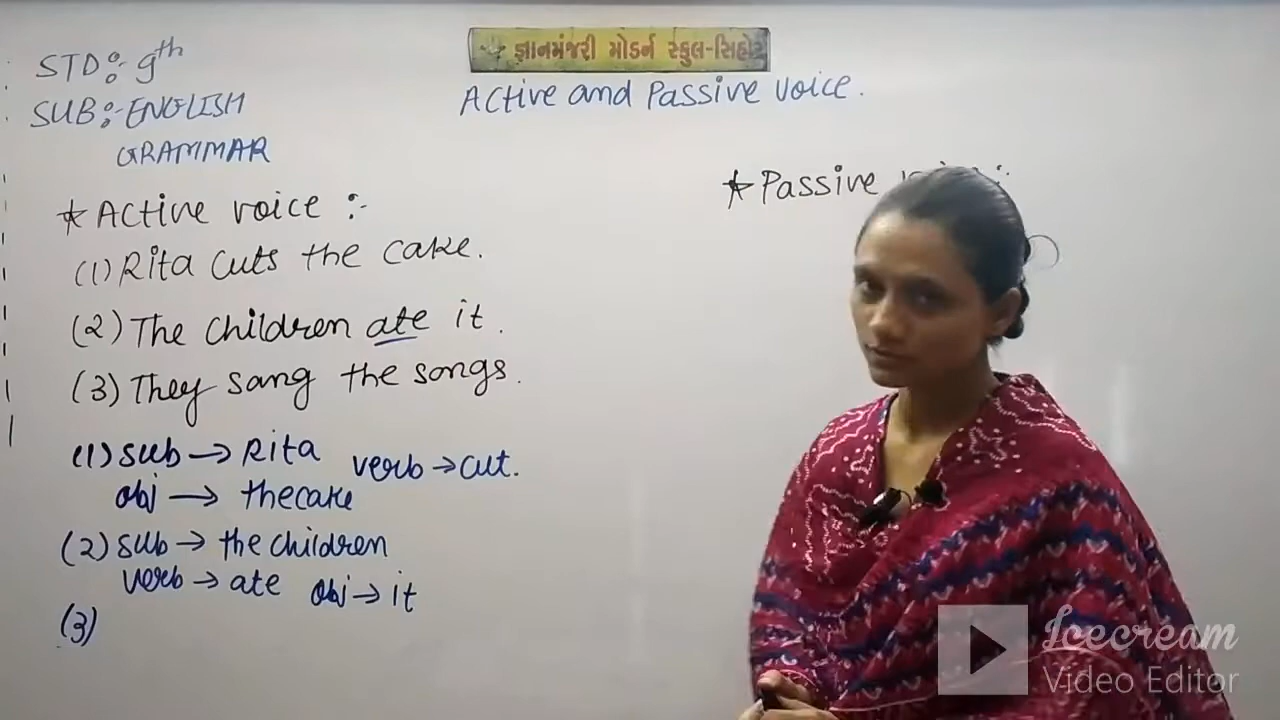 જ્ઞાનમંજરી મોડર્ન સ્કુલ-સિહોર
STD:- 9th
SUB:-ENGLISH
GRAMMAR
Active and Passive voice.
* Active voice :-
(1) Rita cuts the cake.
(2) The children ate it.
(3) They sang the songs.
(1) sub → Rita verb → cut.
obj → thecake
(2) sub → the children
verb → ate obj → it
(3)
* Passive
Icecream
Video Editor